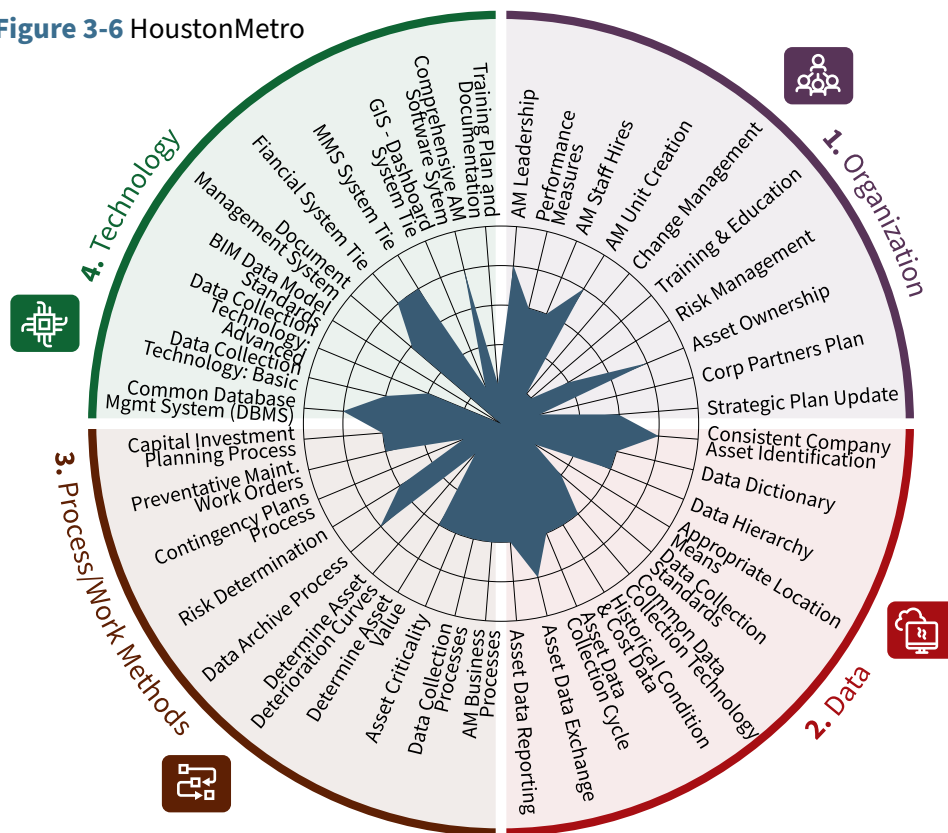 Figure 3-6 HoustonMetro
1. Organization
AM Leadership
Performance
Measures
AM Staff Hires
AM Unit Creation
Change Management
Training & Education
Risk Management
Asset Ownership
Corp Partners Plan
Strategic Plan Update
2. Data
Consistent Company
Asset Identification
Data Dictionary
Data Hierarchy
Appropriate Location
Means
Data Collection
Standards
Common Data
Collection Technology
Historical Condition
& Cost Data
Asset Data
Collection Cycle
Asset Data Exchange
Asset Data Reporting
3. Process/Work Methods
AM Business
Processes
Data Collection
Processes
Asset Criticality
Determine Asset
Value
Determine Asset
Deterioration Curves
Data Archive Process
Risk Determination
Contingency Plans
Process
Preventative Maint.
Work Orders
Capital Investment
Planning Process
4. Technology
Common Database
Mgmt System (DBMS)
Data Collection
Technology: Basic
Data Collection
Technology:
Advanced
BIM Data Model
Standards
Document
Management System
Fiancial System Tie
MMS System Tie
GIS - Dashboard
System Tie
Comprehensive AM
Software Sytem
Training Plan and
Documentation